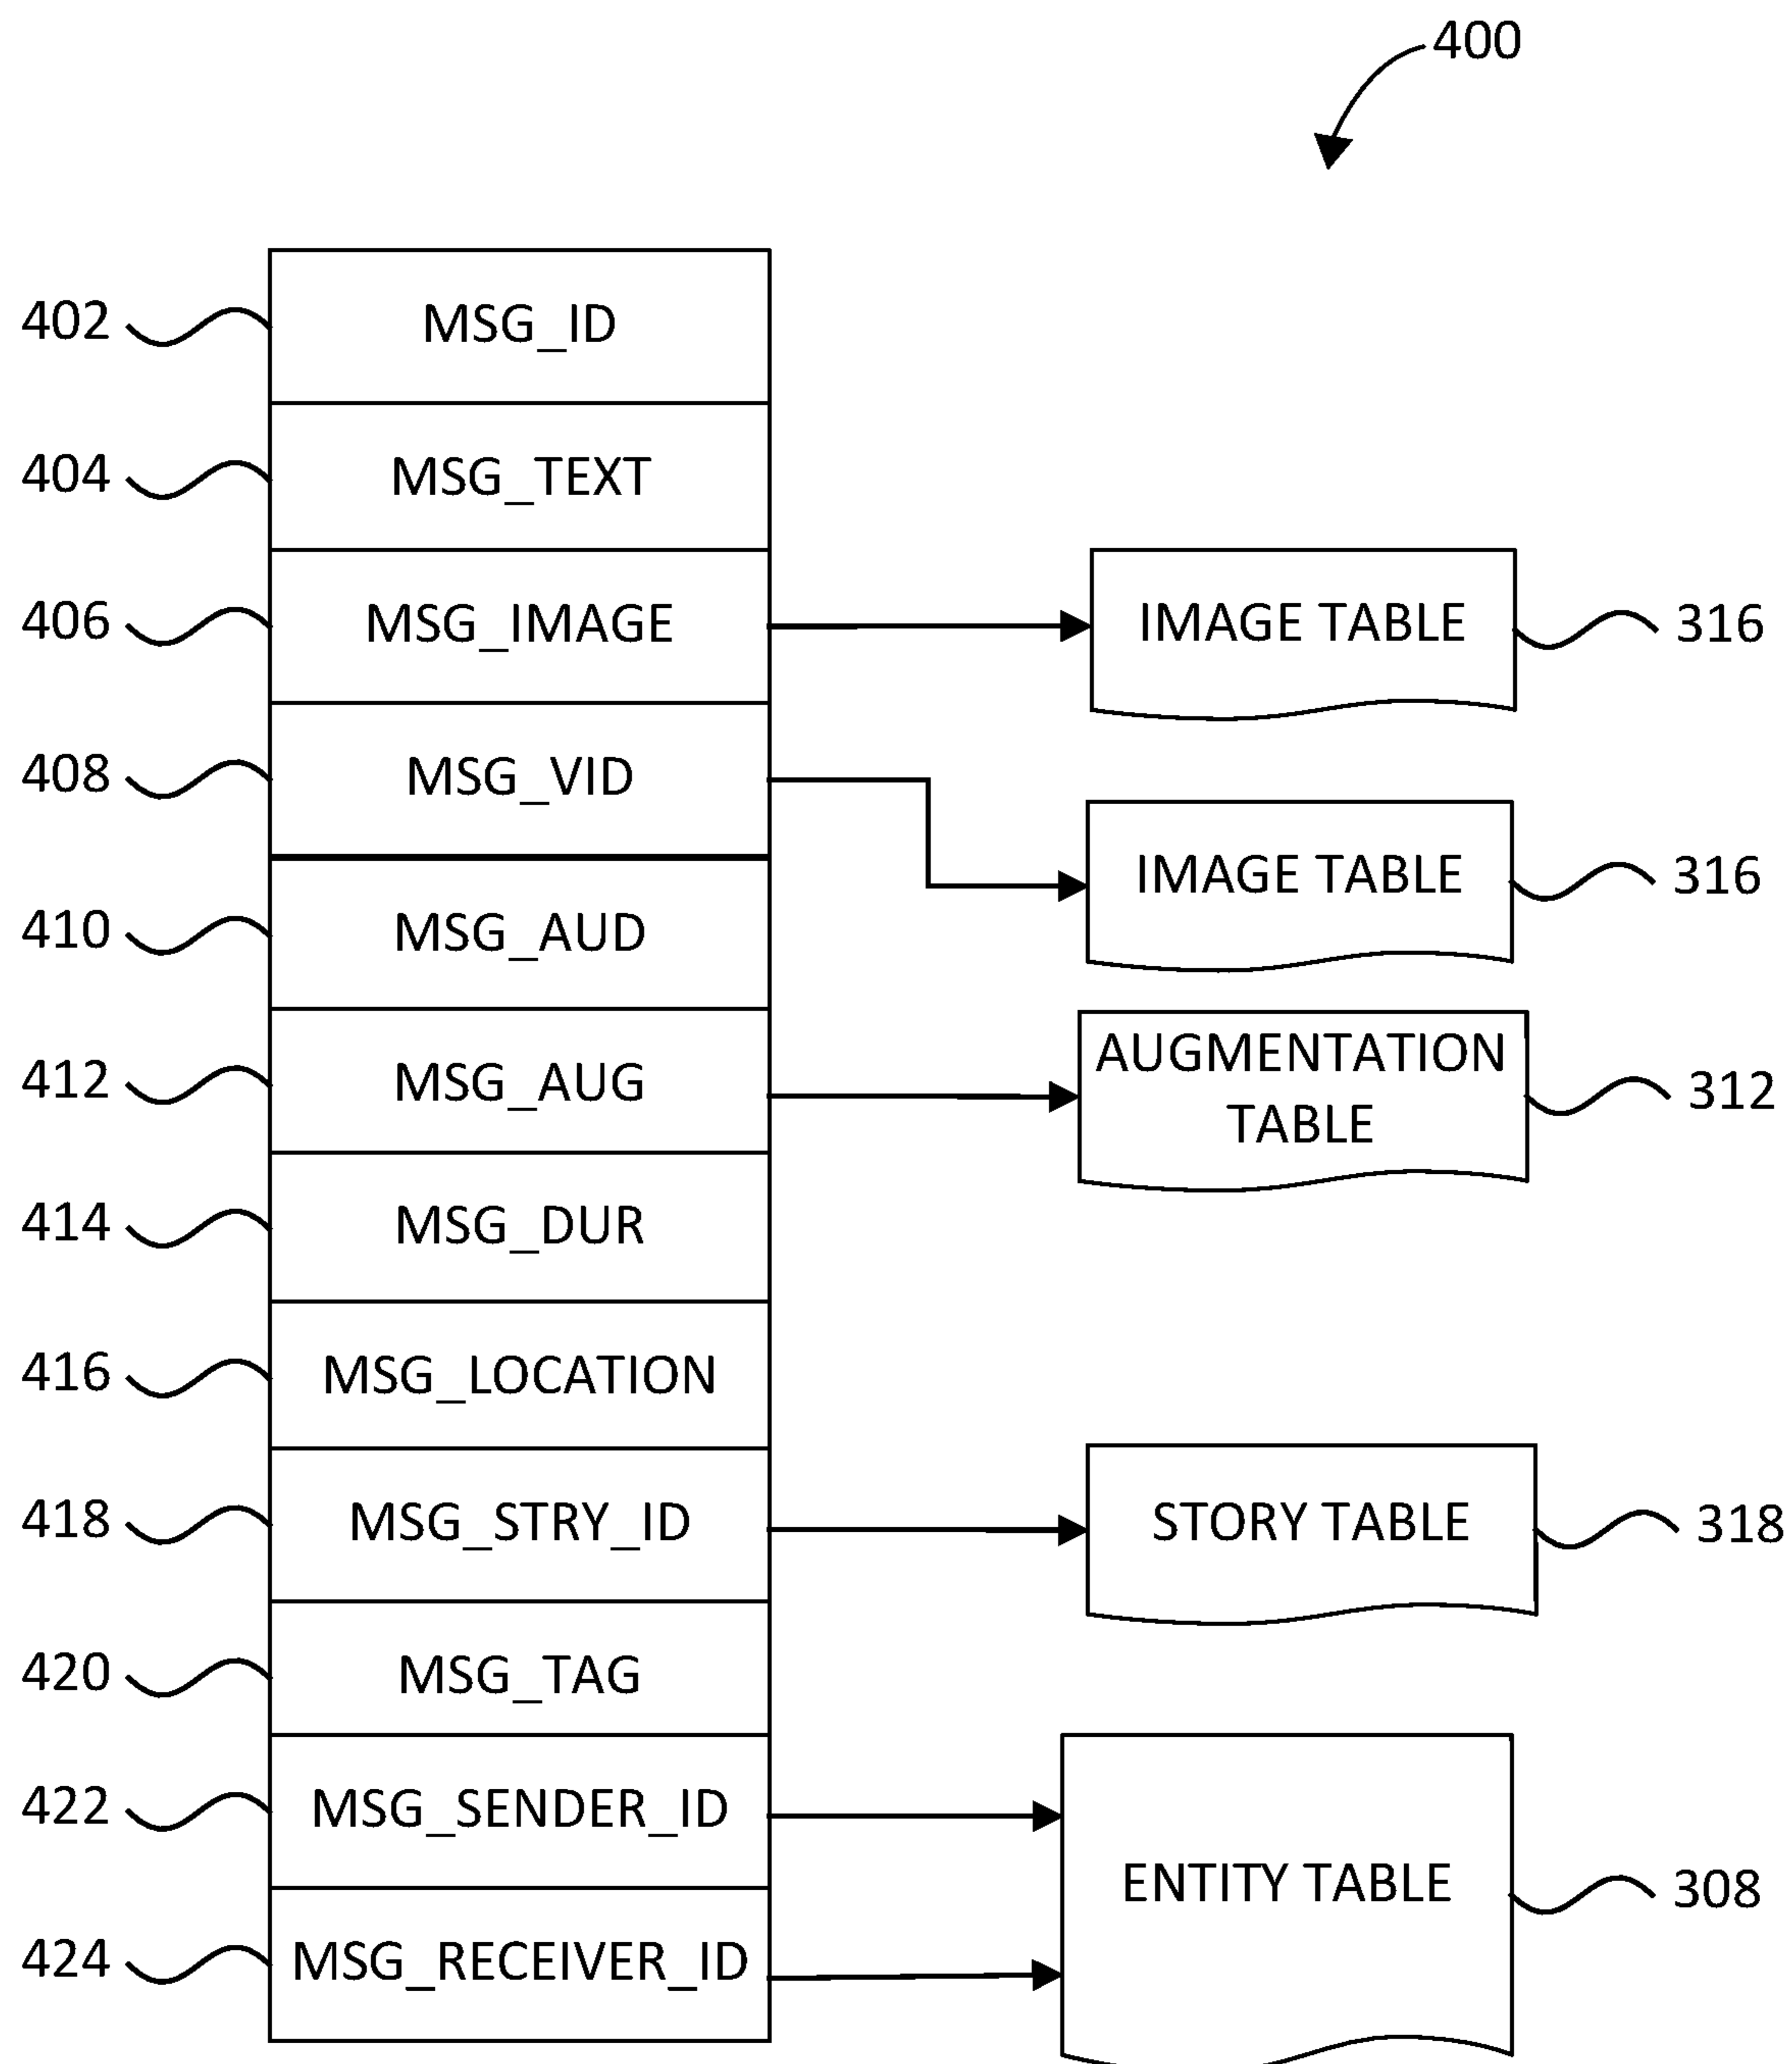 400
402 MSG_ID
404 MSG_TEXT
406 MSG_IMAGE IMAGE TABLE 316
408 MSG_VID
IMAGE TABLE 316
410 MSG_AUD
412 MSG_AUG AUGMENTATION TABLE 312
414 MSG_DUR
416 MSG_LOCATION
418 MSG_STRY_ID STORY TABLE 318
420 MSG_TAG
422 MSG_SENDER_ID
ENTITY TABLE 308
424 MSG_RECEIVER_ID